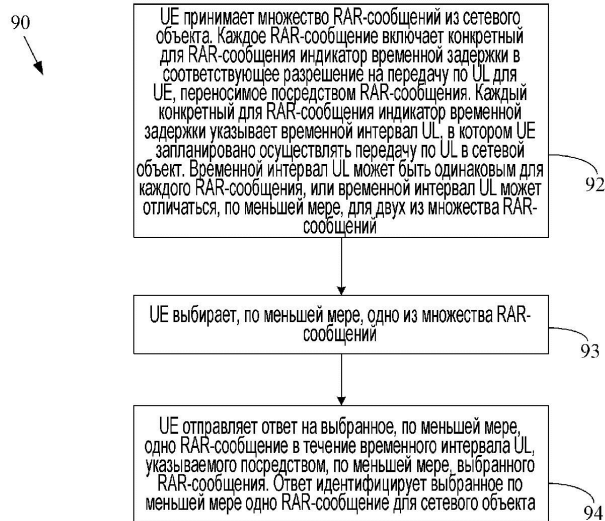 90
UE принимает множество RAR-сообщений из сетевого
объекта. Каждое RAR-сообщение включает конкретный
для RAR-сообщения индикатор временной задержки в
соответствующее разрешение на передачу по UL для
UE, переносимое посредством RAR-сообщения. Каждый
конкретный для RAR-сообщения индикатор временной
задержки указывает временной интервал UL, в котором UE
запланировано осуществлять передачу по UL в сетевой
объект. Временной интервал UL может быть одинаковым для
каждого RAR-сообщения, или временной интервал UL может
отличаться, по меньшей мере, для двух из множества RAR-
сообщений
92
UE выбирает, по меньшей мере, одно из множества RAR-
сообщений
93
UE отправляет ответ на выбранное, по меньшей мере,
одно RAR-сообщение в течение временного интервала UL,
указываемого посредством, по меньшей мере, выбранного
RAR-сообщения. Ответ идентифицирует выбранное по
меньшей мере одно RAR-сообщение для сетевого объекта
94